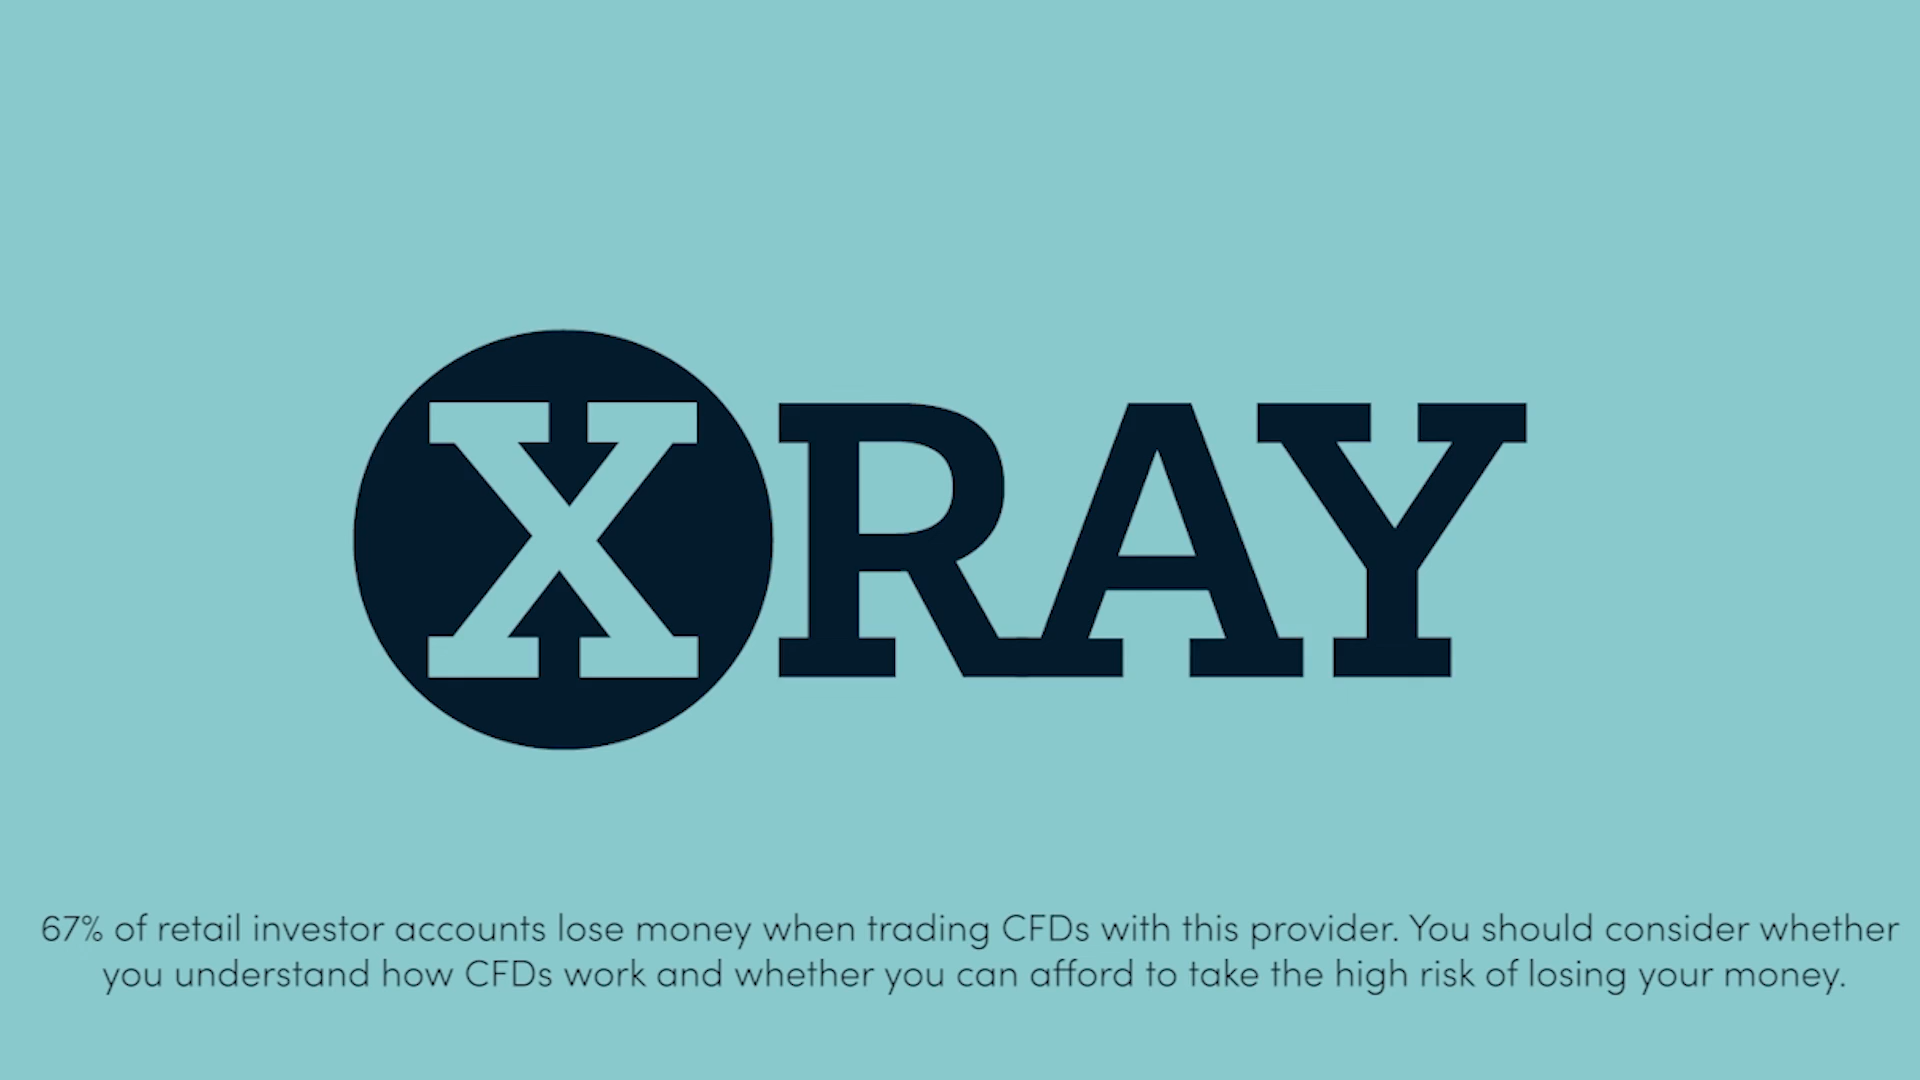 XRAY
67% of retail investor accounts lose money when trading CFDs with this provider. You should consider whether
you understand how CFDs work and whether you can afford to take the high risk of losing your money.